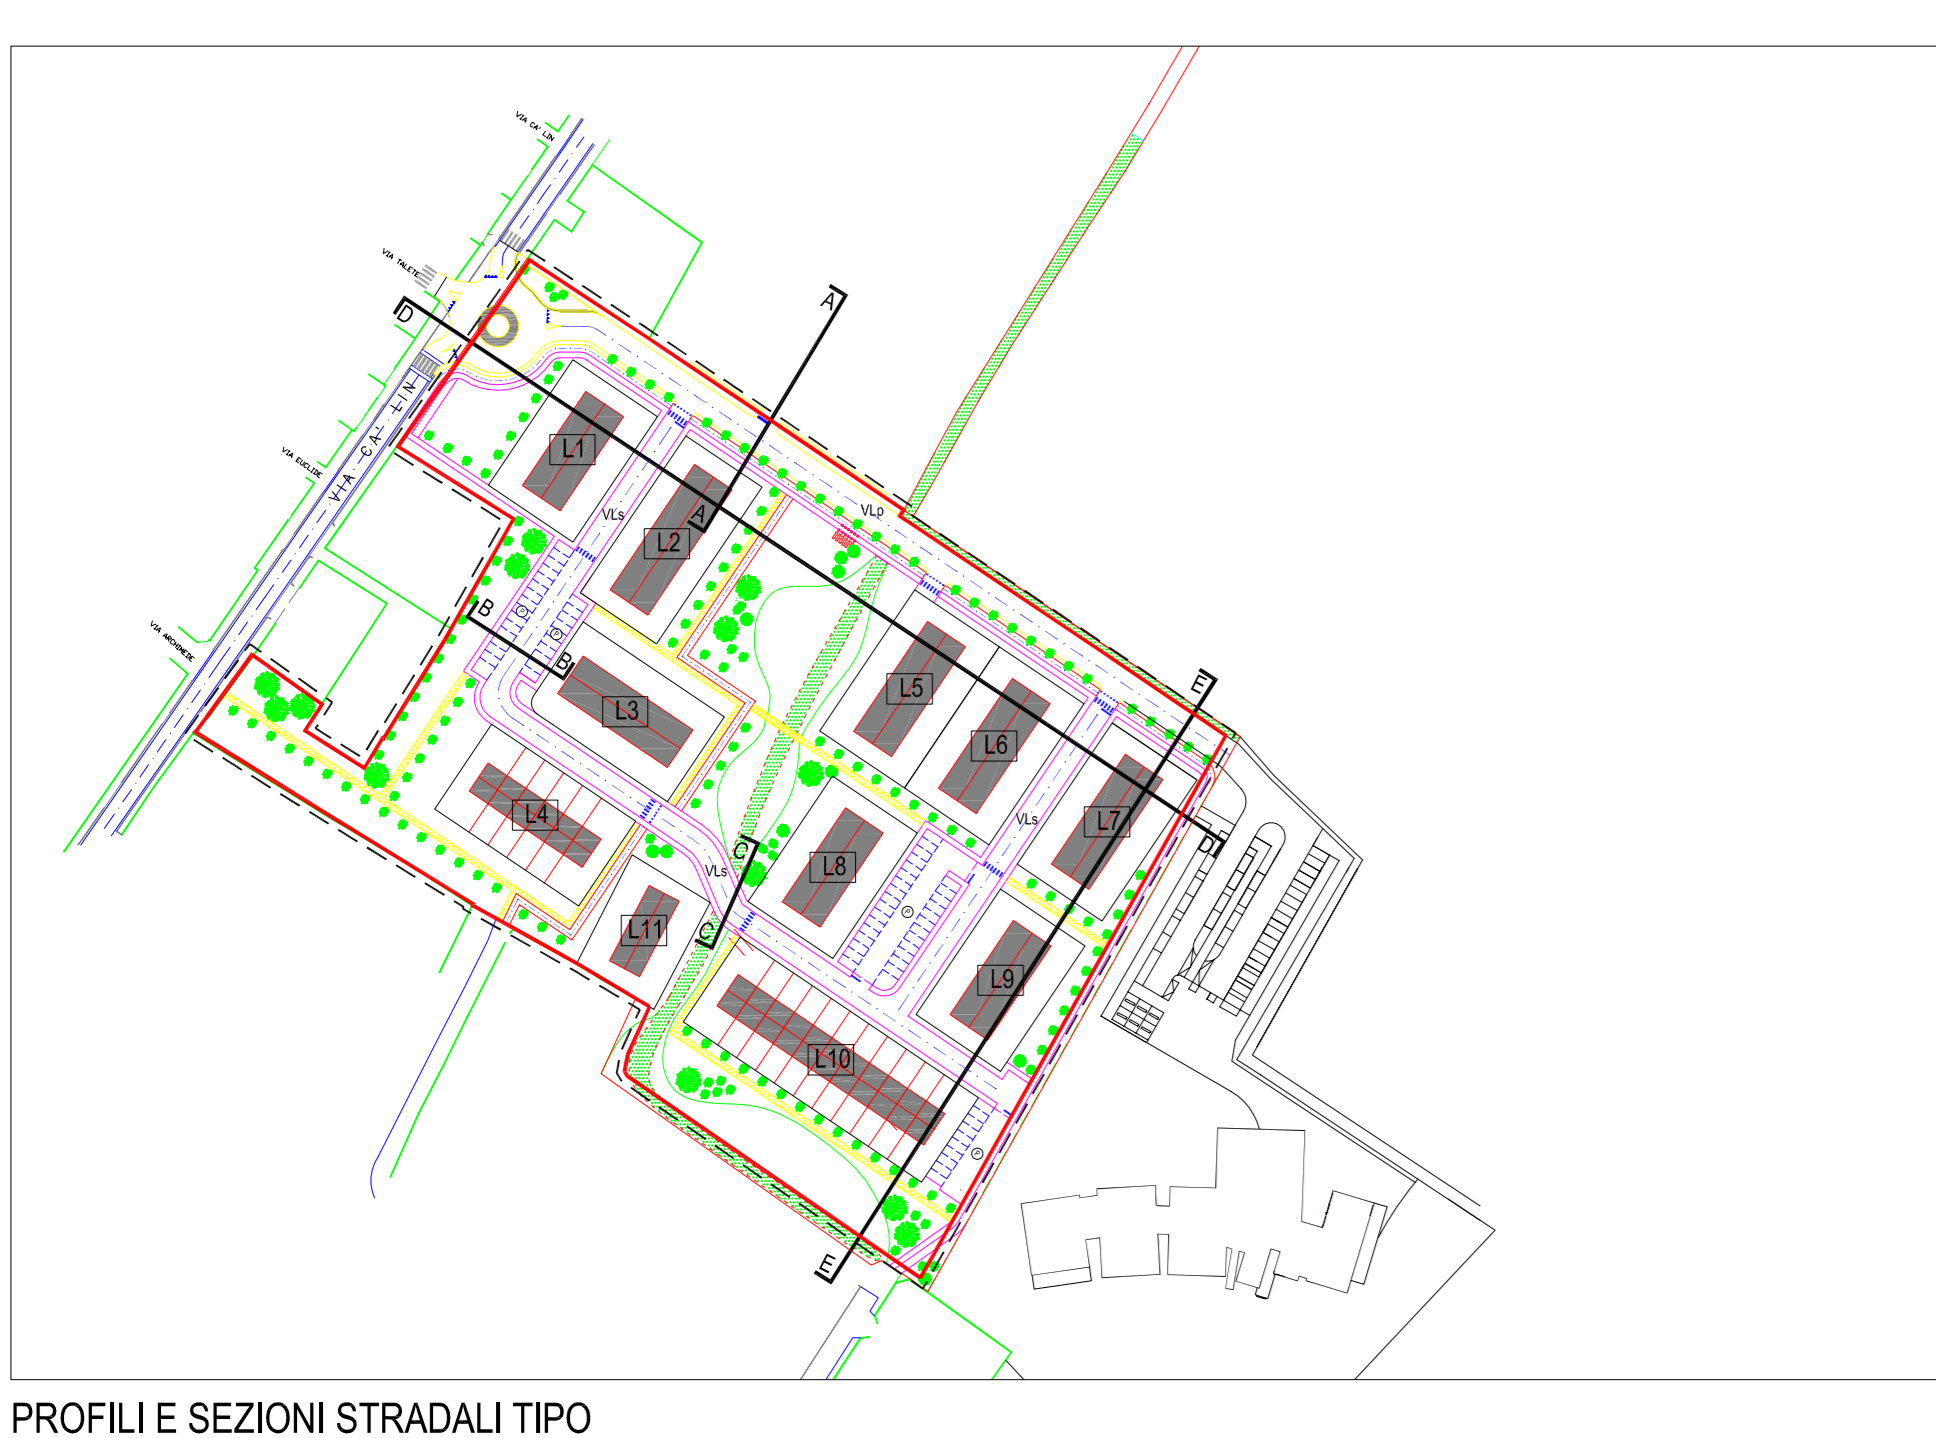 VIA CA' LIN
VIA TALETE
D
A
VIA CA' LIN
VIA EUCLIDE
L1
VLs
A
VLp
L2
B
P
P
VIA ARCHIMEDE
B
L3
L5
E
L6
L4
VLs
L7
D
C
VLs
L8
P
L11
C
L9
L10
P
E
PROFILI E SEZIONI STRADALI TIPO